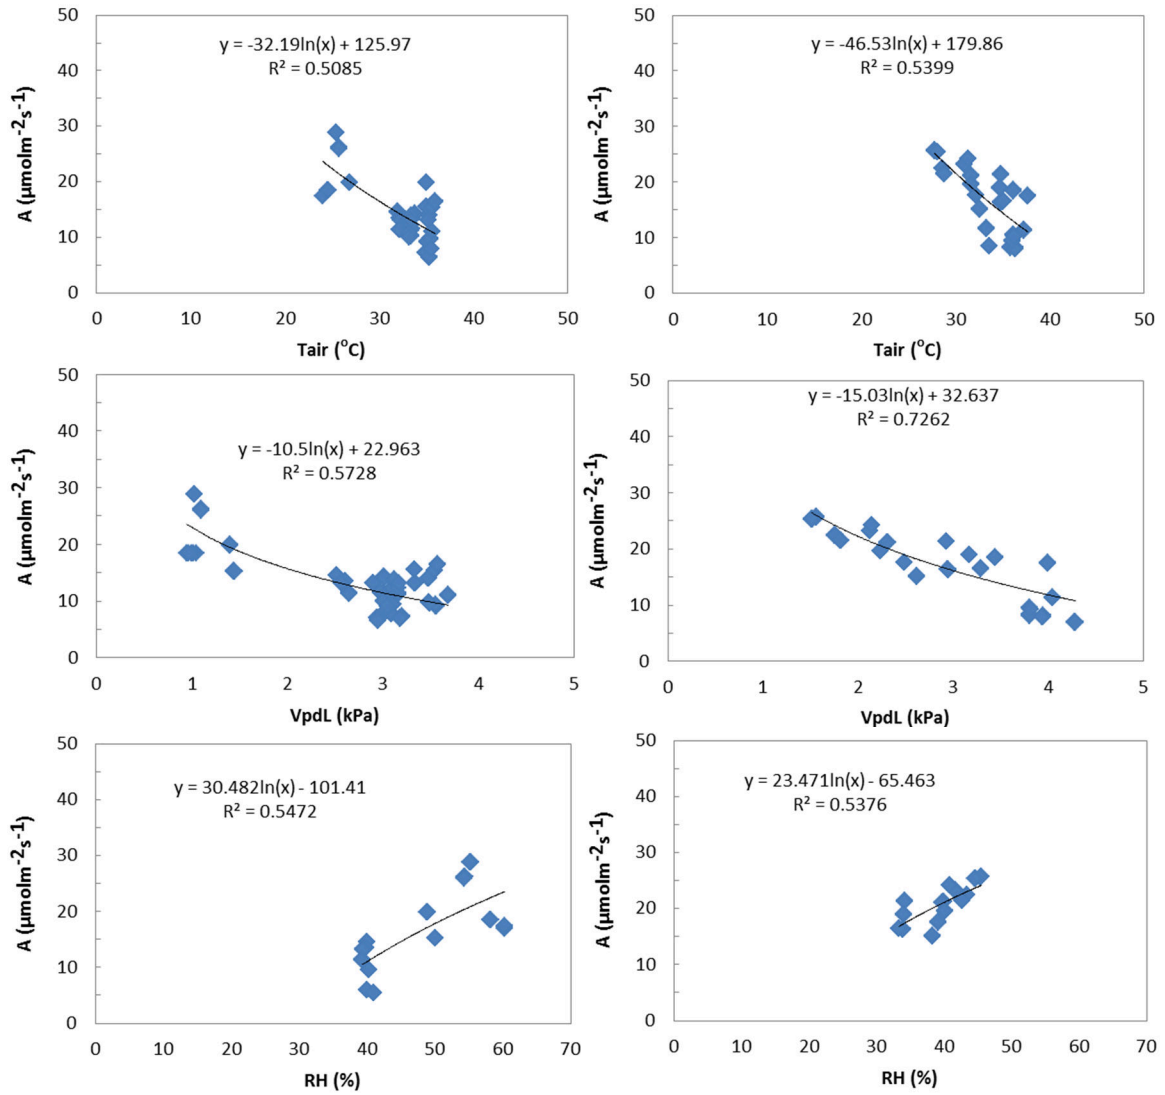 50
40
30
20
10
0
A (µmolm⁻²s⁻¹)
y = -32.19ln(x) + 125.97
R² = 0.5085
0 10 20 30 40 50
Tair (°C)
50
40
30
20
10
0
A (µmolm⁻²s⁻¹)
y = -46.53ln(x) + 179.86
R² = 0.5399
0 10 20 30 40 50
Tair (°C)
50
40
30
20
10
0
A (µmolm⁻²s⁻¹)
y = -10.5ln(x) + 22.963
R² = 0.5728
0 1 2 3 4 5
VpdL (kPa)
50
40
30
20
10
0
A (µmolm⁻²s⁻¹)
y = -15.03ln(x) + 32.637
R² = 0.7262
0 1 2 3 4 5
VpdL (kPa)
50
40
30
20
10
0
A (µmolm⁻²s⁻¹)
y = 30.482ln(x) - 101.41
R² = 0.5472
0 10 20 30 40 50 60 70
RH (%)
50
40
30
20
10
0
A (µmolm⁻²s⁻¹)
y = 23.471ln(x) - 65.463
R² = 0.5376
0 10 20 30 40 50 60 70
RH (%)